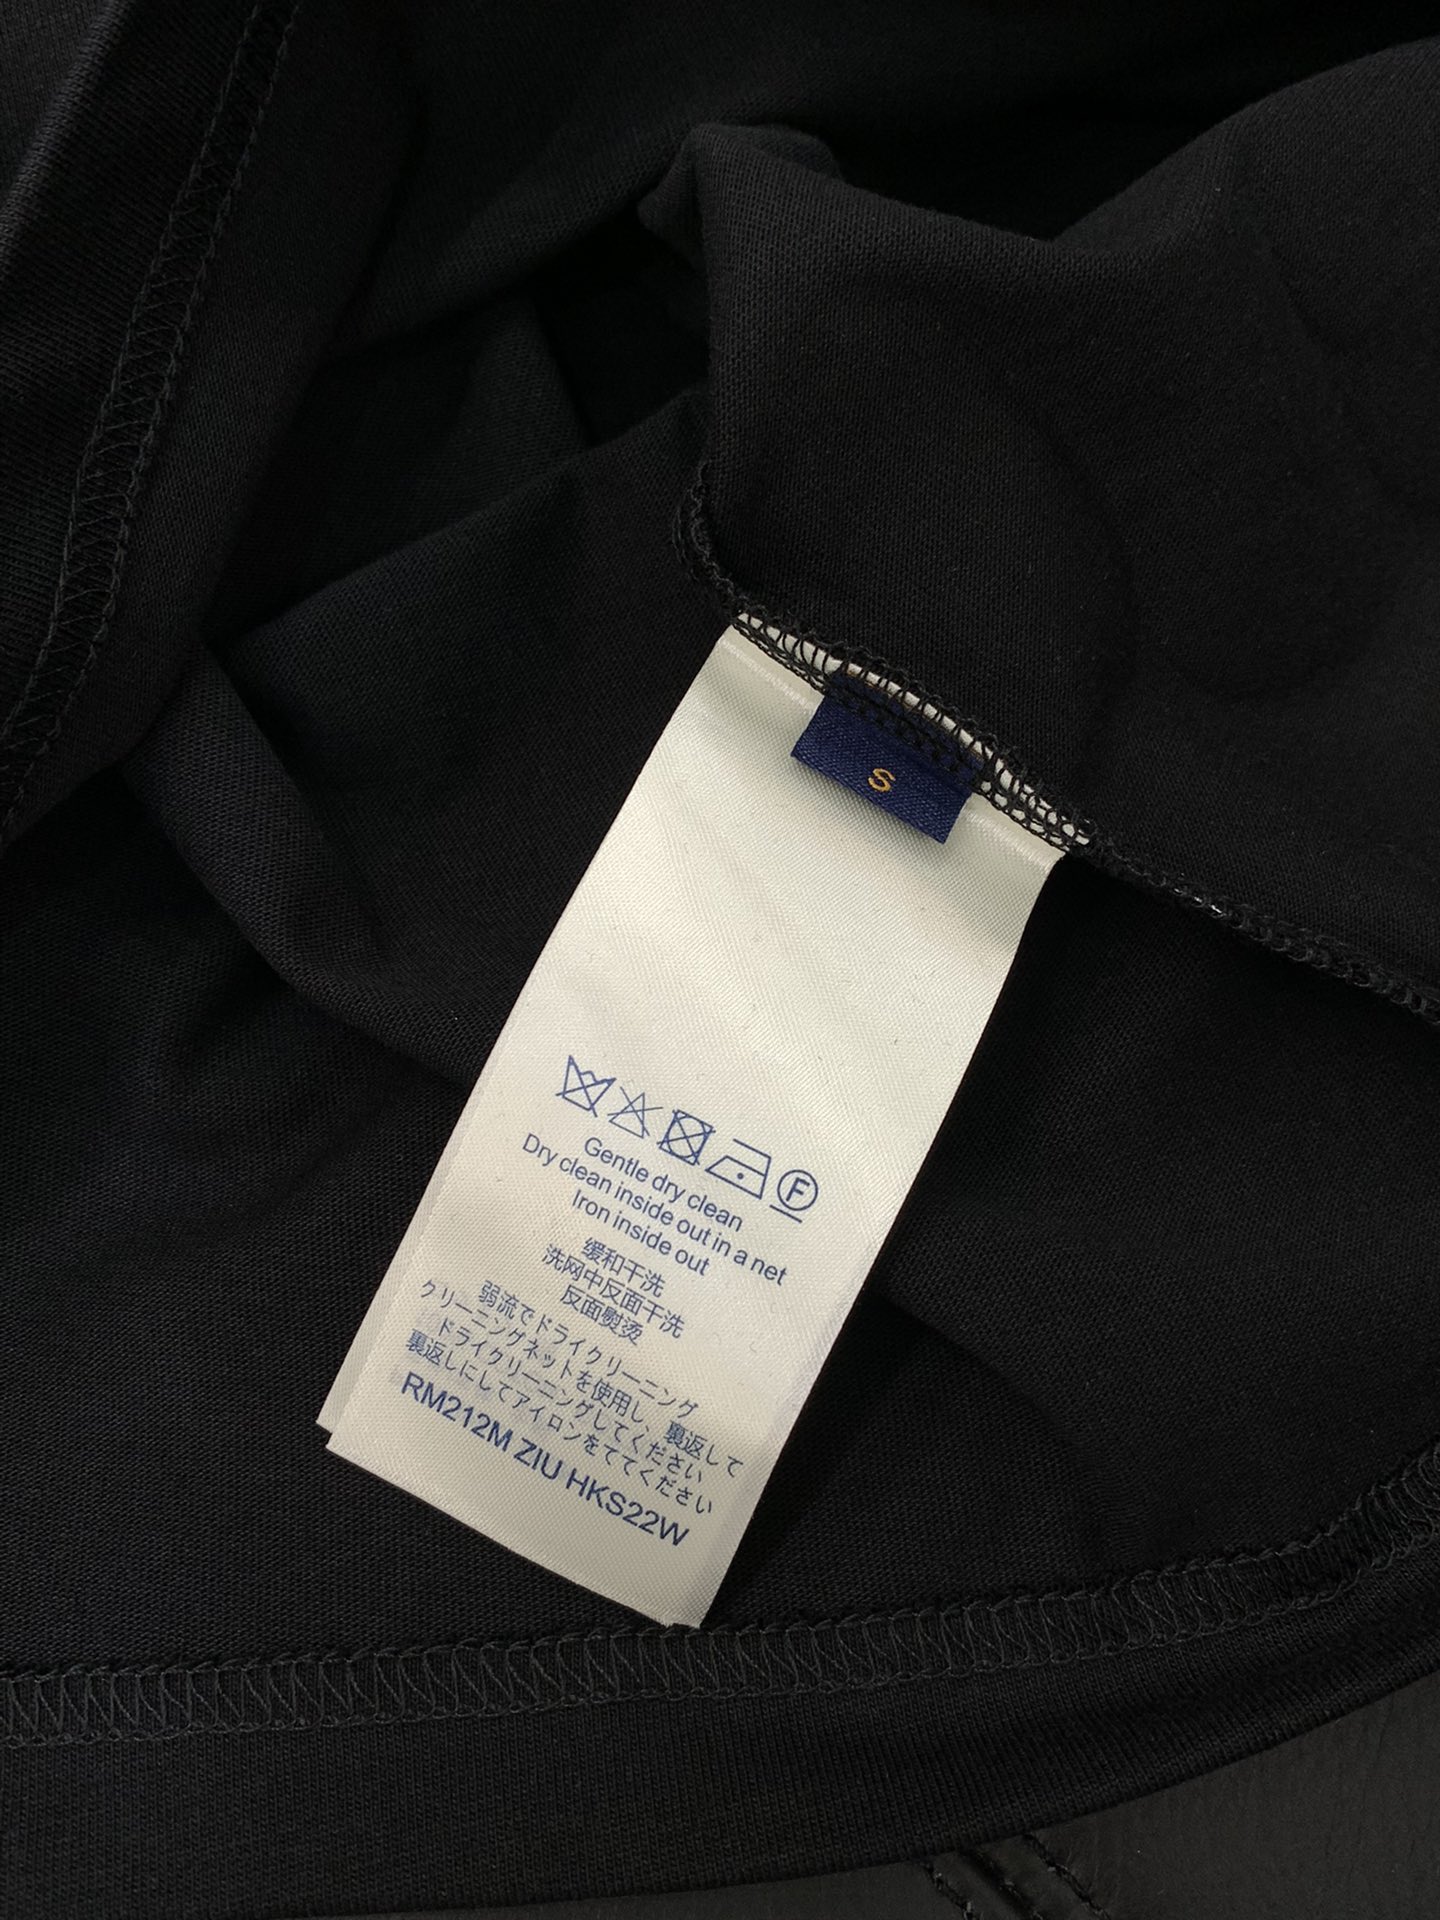 S
F
Gentle dry clean
Dry clean inside out in a net
Iron inside out
缓和干洗
洗网中反面干洗
反面熨烫
弱流でドライクリーニング
クリーニングネットを使用し、裏返して
ドライクリーニングしてください
裏返しにしてアイロンをててください
RM212M ZIU HKS22W